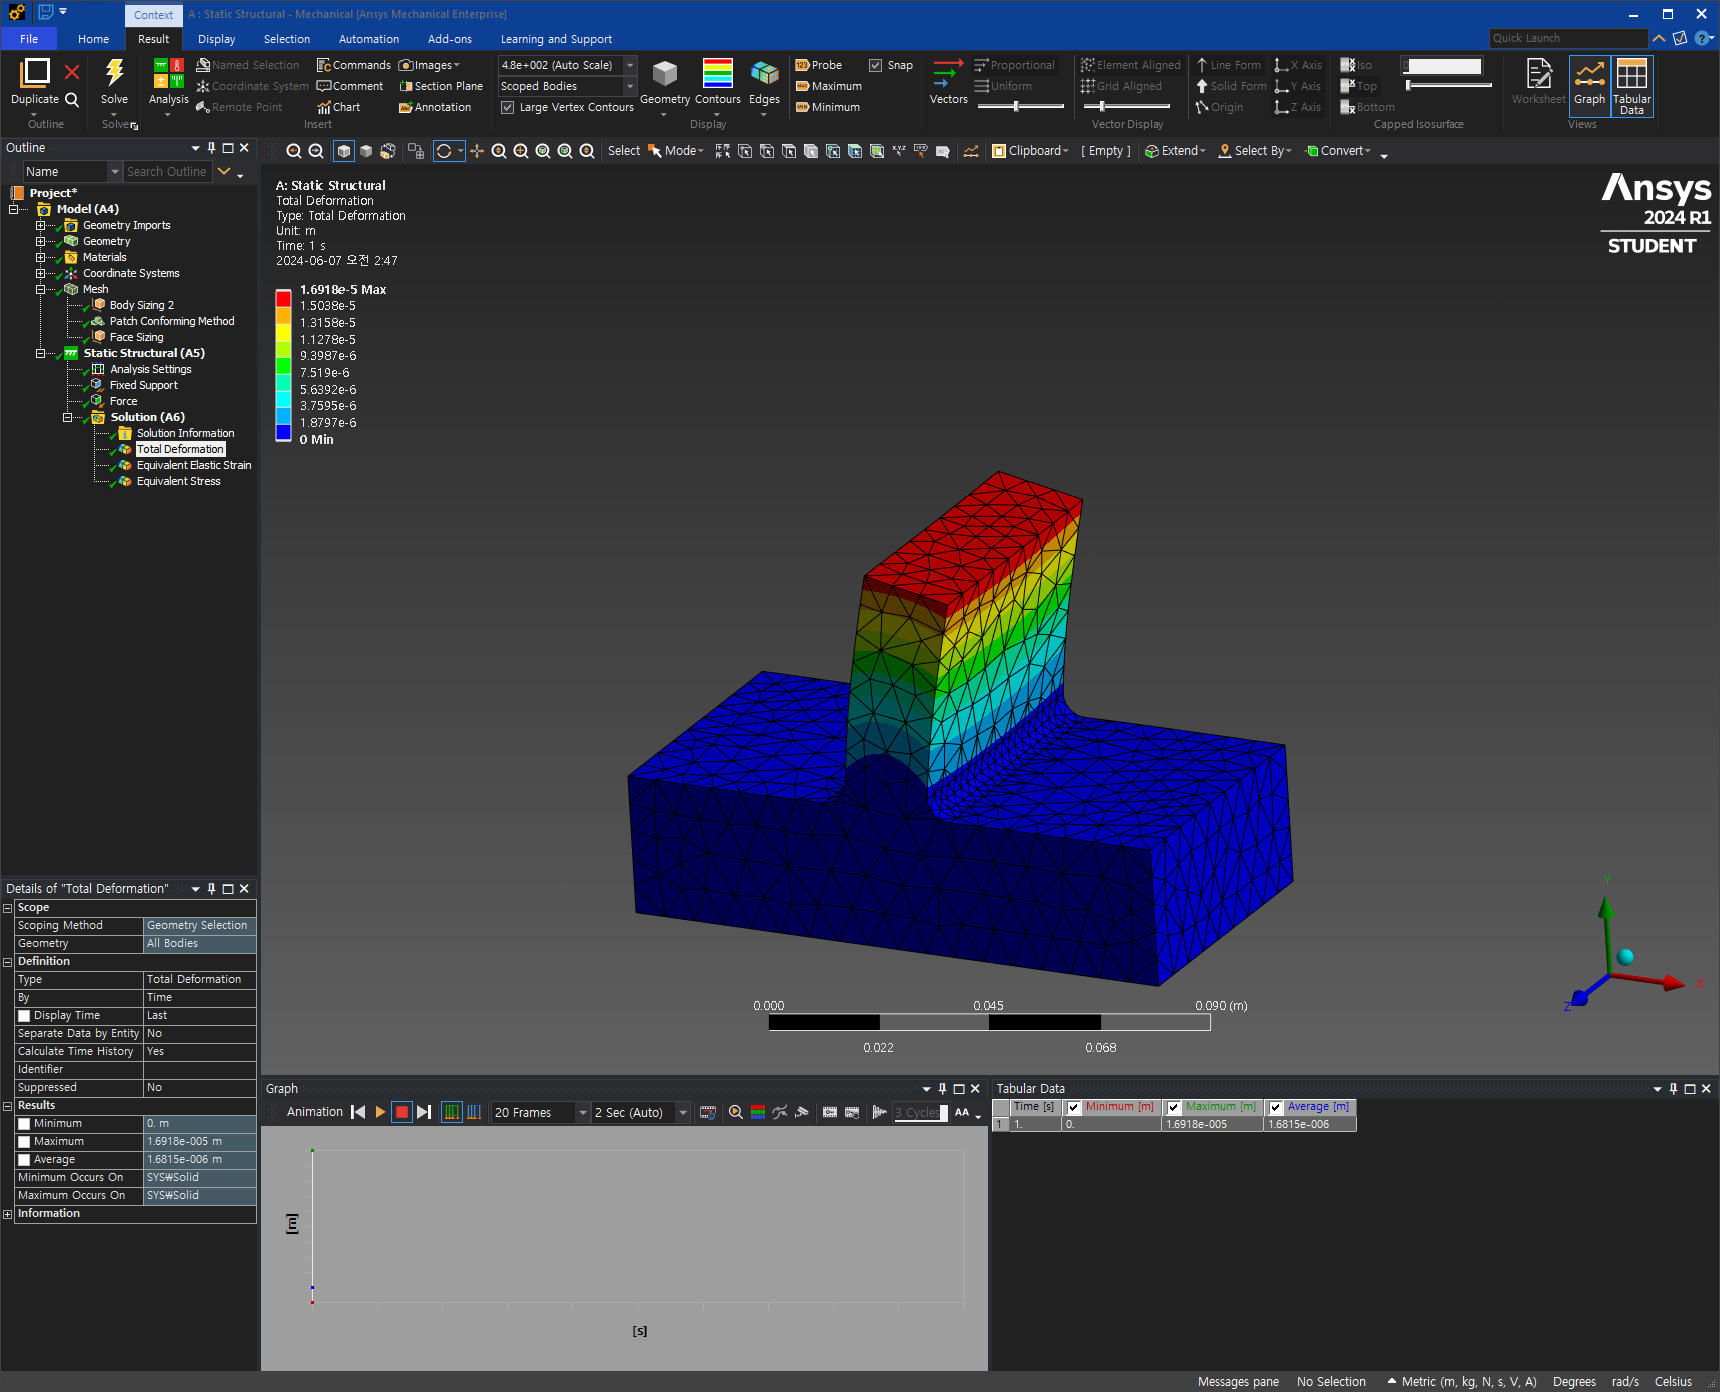 Context
A : Static Structural - Mechanical [Ansys Mechanical Enterprise]
File
Home
Result
Display
Selection
Automation
Add-ons
Learning and Support
Quick Launch
Duplicate
Outline
Solve
Solve
Analysis
Named Selection
Coordinate System
Remote Point
Commands
Comment
Chart
Images
Section Plane
Annotation
Insert
4.8e+002 (Auto Scale)
Scoped Bodies
Large Vertex Contours
Geometry
Contours
Edges
Display
Probe
Maximum
Minimum
Snap
Vectors
Proportional
Uniform
Element Aligned
Grid Aligned
Line Form
Solid Form
Origin
X Axis
Y Axis
Z Axis
Vector Display
Iso
Top
Bottom
0
Capped Isosurface
Worksheet
Graph
Tabular
Data
Views
Outline
Name
Search Outline
Select
Mode
Clipboard
[ Empty ]
Extend
Select By
Convert
Project*
Model (A4)
Geometry Imports
Geometry
Materials
Coordinate Systems
Mesh
Body Sizing 2
Patch Conforming Method
Face Sizing
Static Structural (A5)
Analysis Settings
Fixed Support
Force
Solution (A6)
Solution Information
Total Deformation
Equivalent Elastic Strain
Equivalent Stress
A: Static Structural
Total Deformation
Type: Total Deformation
Unit: m
Time: 1 s
2024-06-07 오전 2:47
1.6918e-5 Max
1.5038e-5
1.3158e-5
1.1278e-5
9.3987e-6
7.519e-6
5.6392e-6
3.7595e-6
1.8797e-6
0 Min
Ansys
2024 R1
STUDENT
0.000
0.045
0.090 (m)
0.022
0.068
Y
X
Z
Details of "Total Deformation"
Scope
Scoping Method
Geometry Selection
Geometry
All Bodies
Definition
Type
Total Deformation
By
Time
Display Time
Last
Separate Data by Entity
No
Calculate Time History
Yes
Identifier
Suppressed
No
Results
Minimum
0. m
Maximum
1.6918e-005 m
Average
1.6815e-006 m
Minimum Occurs On
SYS₩Solid
Maximum Occurs On
SYS₩Solid
Information
Graph
Animation
20 Frames
2 Sec (Auto)
3 Cycles
AA
[m]
[s]
Tabular Data
Time [s]
Minimum [m]
Maximum [m]
Average [m]
1
1.
0.
1.6918e-005
1.6815e-006
Messages pane
No Selection
Metric (m, kg, N, s, V, A)
Degrees
rad/s
Celsius